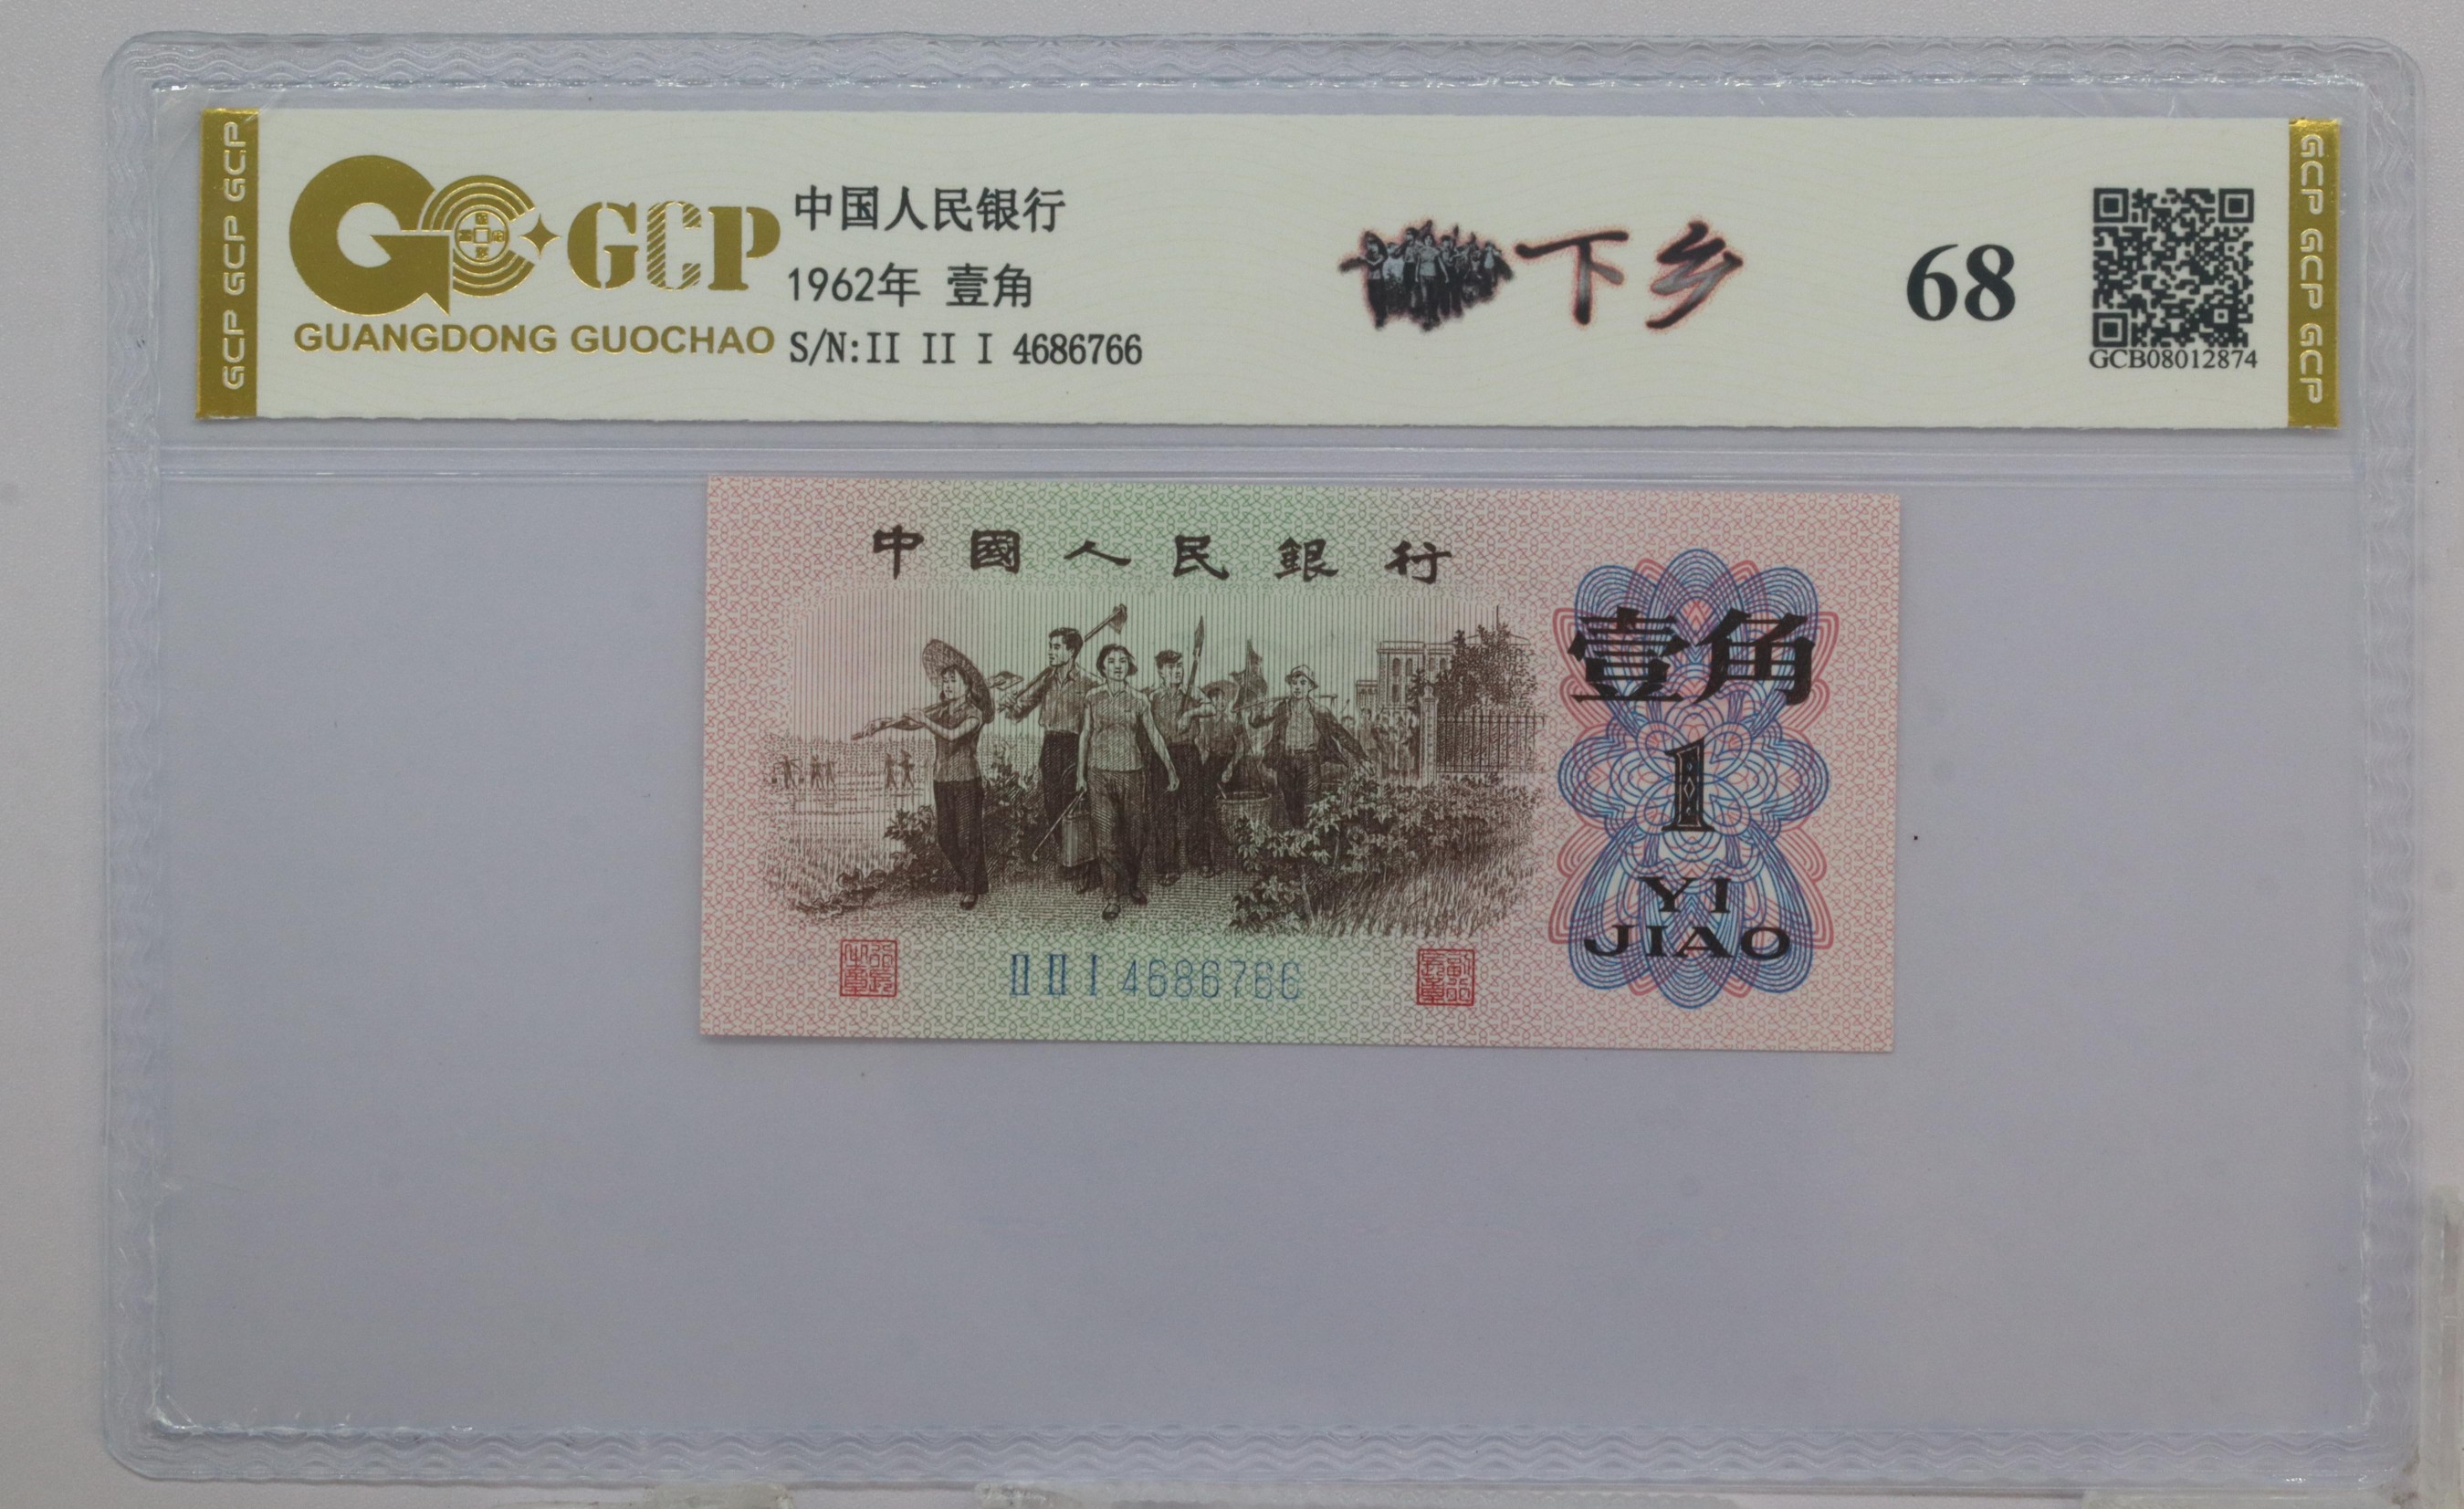 GCP GCP GCP
GCP
GUANGDONG GUOCHAO
中国人民银行
1962年 壹角
S/N:II II I 4686766
下乡
68
GCB08012874
GCP GCP GCP
中國人民銀行
壹角
1
YI
JIAO
II II I 4686766